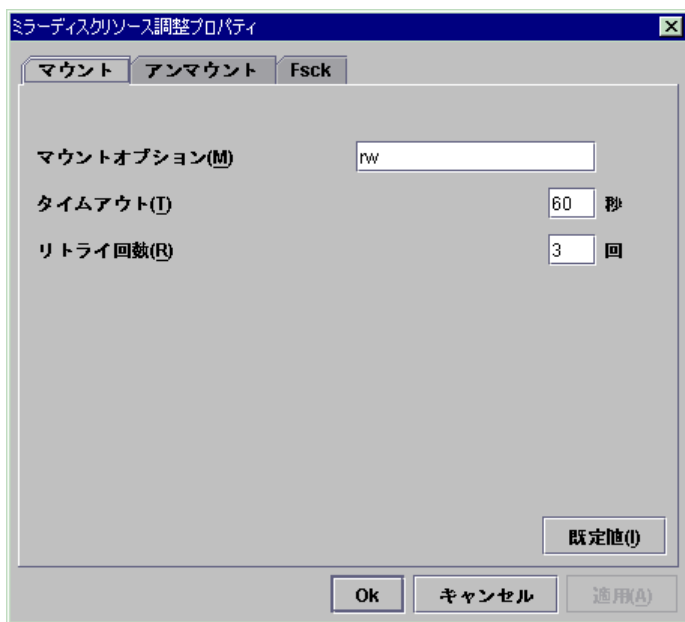 ミラーディスクリソース調整プロパティ
マウント アンマウント Fsck
マウントオプション(M) rw
タイムアウト(T) 60 秒
リトライ回数(R) 3 回
既定値(I)
Ok キャンセル 適用(A)